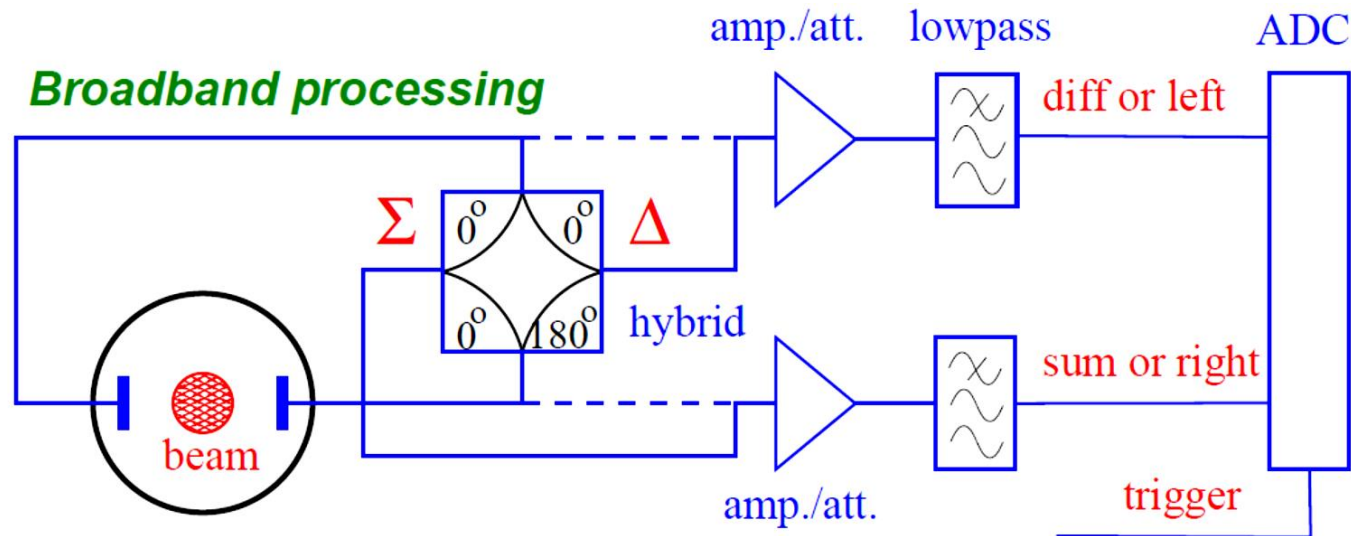 amp./att.
lowpass
ADC
Broadband processing
diff or left
Σ
0°
0°
Δ
0°
180°
hybrid
sum or right
beam
trigger
amp./att.